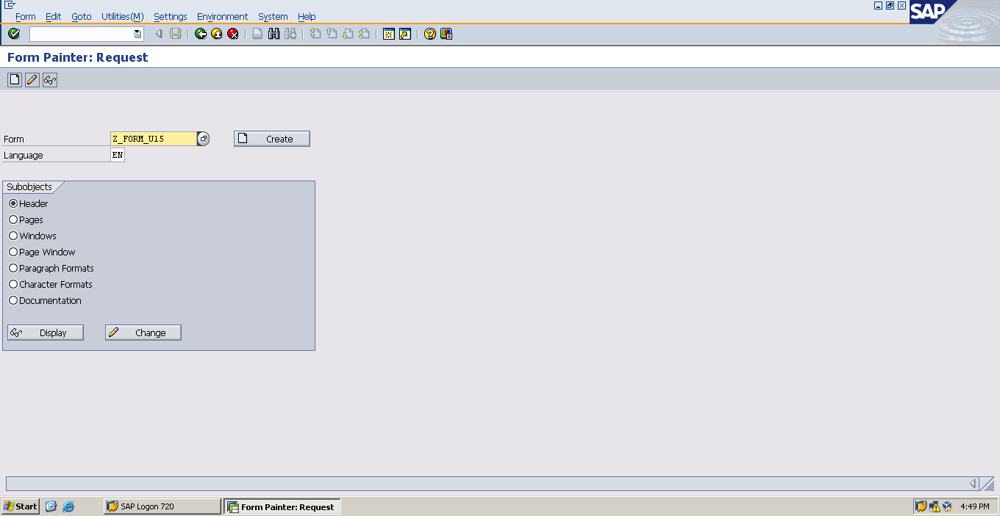 Form Edit Goto Utilities(M) Settings Environment System Help
SAP
Form Painter: Request
Form Z_FORM_U15 Create
Language EN
Subobjects
Header
Pages
Windows
Page Window
Paragraph Formats
Character Formats
Documentation
Display Change
Start SAP Logon 720 Form Painter: Request 4:49 PM